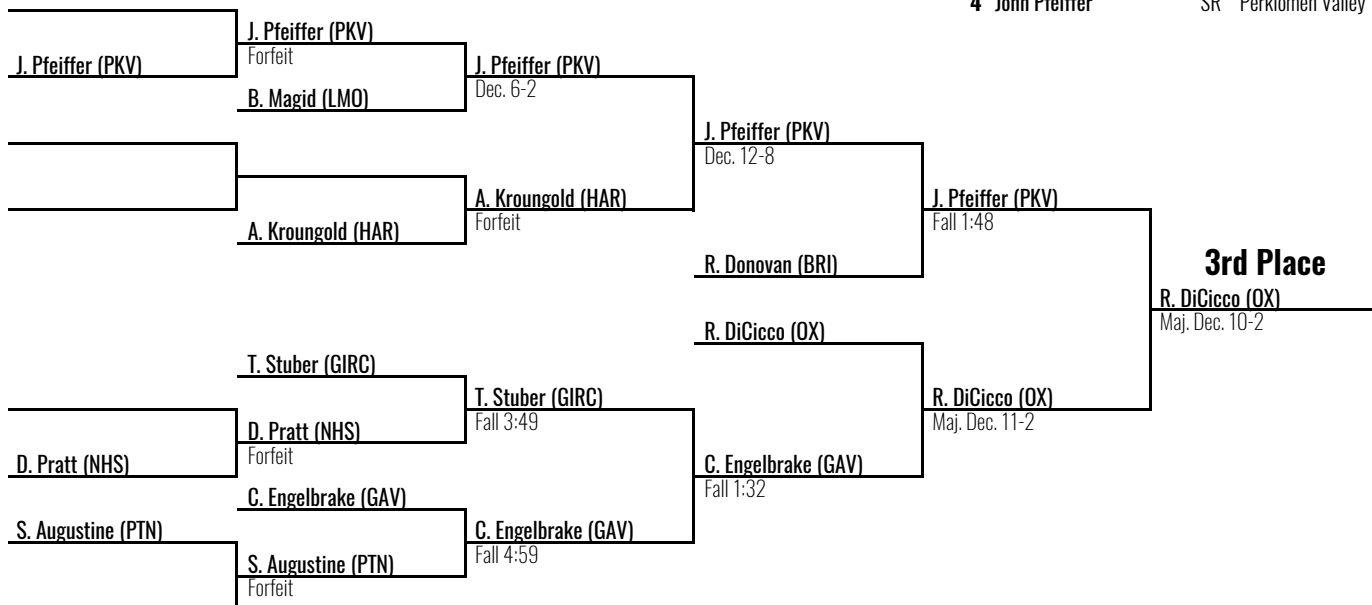 4 John Pfeiffer SR Perkiomen Valley
J. Pfeiffer (PKV)
Forfeit
J. Pfeiffer (PKV)
J. Pfeiffer (PKV)
Dec. 6-2
B. Magid (LMO)
J. Pfeiffer (PKV)
Dec. 12-8
A. Kroungold (HAR)
Forfeit
A. Kroungold (HAR)
J. Pfeiffer (PKV)
Fall 1:48
R. Donovan (BRI)
3rd Place
R. DiCicco (OX)
Maj. Dec. 10-2
R. DiCicco (OX)
T. Stuber (GIRC)
T. Stuber (GIRC)
Fall 3:49
R. DiCicco (OX)
Maj. Dec. 11-2
D. Pratt (NHS)
Forfeit
D. Pratt (NHS)
C. Engelbrake (GAV)
Fall 1:32
C. Engelbrake (GAV)
S. Augustine (PTN)
C. Engelbrake (GAV)
Fall 4:59
S. Augustine (PTN)
Forfeit